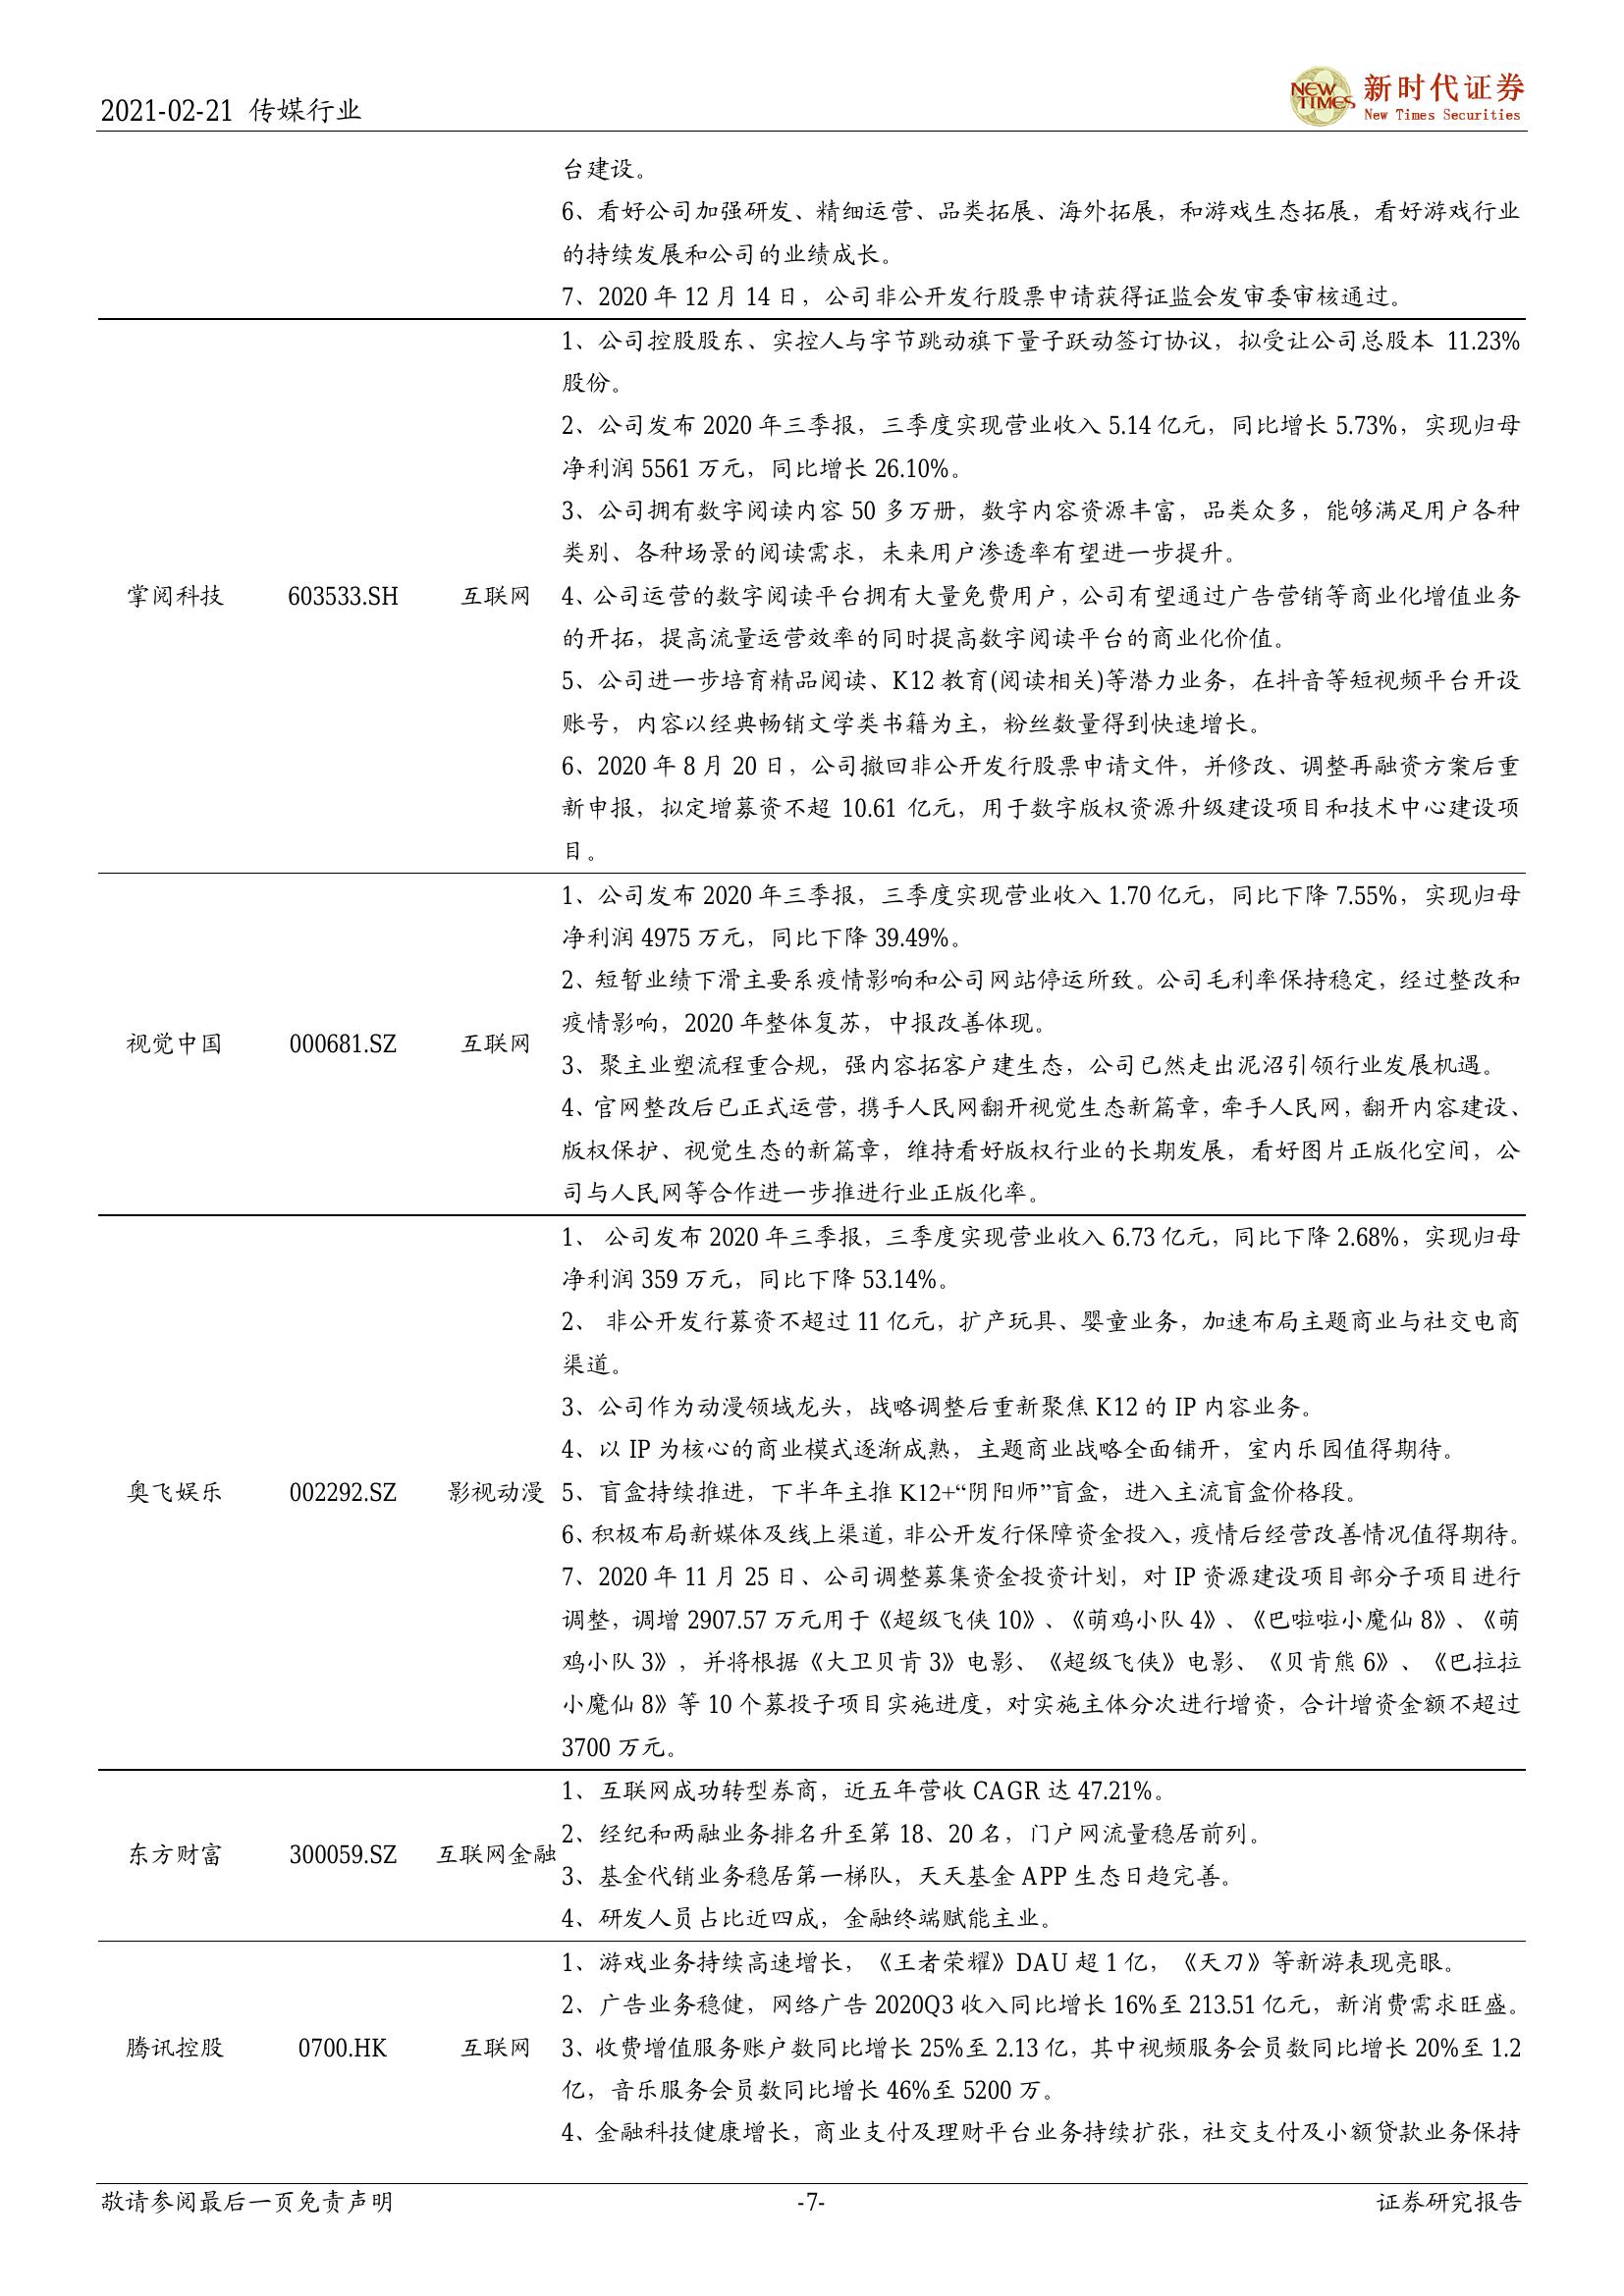 2021-02-21 传媒行业
NEW TIMES 新时代证券
New Times Securities
台建设。
6、看好公司加强研发、精细运营、品类拓展、海外拓展，和游戏生态拓展，看好游戏行业
的持续发展和公司的业绩成长。
7、2020 年 12 月 14 日，公司非公开发行股票申请获得证监会发审委审核通过。
1、公司控股股东、实控人与字节跳动旗下量子跃动签订协议，拟受让公司总股本 11.23%
股份。
2、公司发布 2020 年三季报，三季度实现营业收入 5.14 亿元，同比增长 5.73%，实现归母
净利润 5561 万元，同比增长 26.10%。
3、公司拥有数字阅读内容 50 多万册，数字内容资源丰富，品类众多，能够满足用户各种
类别、各种场景的阅读需求，未来用户渗透率有望进一步提升。
掌阅科技 603533.SH 互联网 4、公司运营的数字阅读平台拥有大量免费用户，公司有望通过广告营销等商业化增值业务
的开拓，提高流量运营效率的同时提高数字阅读平台的商业化价值。
5、公司进一步培育精品阅读、K12 教育(阅读相关)等潜力业务，在抖音等短视频平台开设
账号，内容以经典畅销文学类书籍为主，粉丝数量得到快速增长。
6、2020 年 8 月 20 日，公司撤回非公开发行股票申请文件，并修改、调整再融资方案后重
新申报，拟定增募资不超 10.61 亿元，用于数字版权资源升级建设项目和技术中心建设项
目。
1、公司发布 2020 年三季报，三季度实现营业收入 1.70 亿元，同比下降 7.55%，实现归母
净利润 4975 万元，同比下降 39.49%。
2、短暂业绩下滑主要系疫情影响和公司网站停运所致。公司毛利率保持稳定，经过整改和
疫情影响，2020 年整体复苏，中报改善体现。
视觉中国 000681.SZ 互联网
3、聚主业塑流程重合规，强内容拓客户建生态，公司已然走出泥沼引领行业发展机遇。
4、官网整改后已正式运营，携手人民网翻开视觉生态新篇章，牵手人民网，翻开内容建设、
版权保护、视觉生态的新篇章，维持看好版权行业的长期发展，看好图片正版化空间，公
司与人民网等合作进一步推进行业正版化率。
1、 公司发布 2020 年三季报，三季度实现营业收入 6.73 亿元，同比下降 2.68%，实现归母
净利润 359 万元，同比下降 53.14%。
2、 非公开发行募资不超过 11 亿元，扩产玩具、婴童业务，加速布局主题商业与社交电商
渠道。
3、公司作为动漫领域龙头，战略调整后重新聚焦 K12 的 IP 内容业务。
4、以 IP 为核心的商业模式逐渐成熟，主题商业战略全面铺开，室内乐园值得期待。
奥飞娱乐 002292.SZ 影视动漫 5、盲盒持续推进，下半年主推 K12+“阴阳师”盲盒，进入主流盲盒价格段。
6、积极布局新媒体及线上渠道，非公开发行保障资金投入，疫情后经营改善情况值得期待。
7、2020 年 11 月 25 日、公司调整募集资金投资计划，对 IP 资源建设项目部分子项目进行
调整，调增 2907.57 万元用于《超级飞侠 10》、《萌鸡小队 4》、《巴啦啦小魔仙 8》、《萌
鸡小队 3》，并将根据《大卫贝肯 3》电影、《超级飞侠》电影、《贝肯熊 6》、《巴拉拉
小魔仙 8》等 10 个募投子项目实施进度，对实施主体分次进行增资，合计增资金额不超过
3700 万元。
1、互联网成功转型券商，近五年营收 CAGR 达 47.21%。
2、经纪和两融业务排名升至第 18、20 名，门户网流量稳居前列。
东方财富 300059.SZ 互联网金融
3、基金代销业务稳居第一梯队，天天基金 APP 生态日趋完善。
4、研发人员占比近四成，金融终端赋能主业。
1、游戏业务持续高速增长，《王者荣耀》DAU 超 1 亿，《天刀》等新游表现亮眼。
2、广告业务稳健，网络广告 2020Q3 收入同比增长 16%至 213.51 亿元，新消费需求旺盛。
腾讯控股 0700.HK 互联网 3、收费增值服务账户数同比增长 25%至 2.13 亿，其中视频服务会员数同比增长 20%至 1.2
亿，音乐服务会员数同比增长 46%至 5200 万。
4、金融科技健康增长，商业支付及理财平台业务持续扩张，社交支付及小额贷款业务保持
敬请参阅最后一页免责声明 -7- 证券研究报告